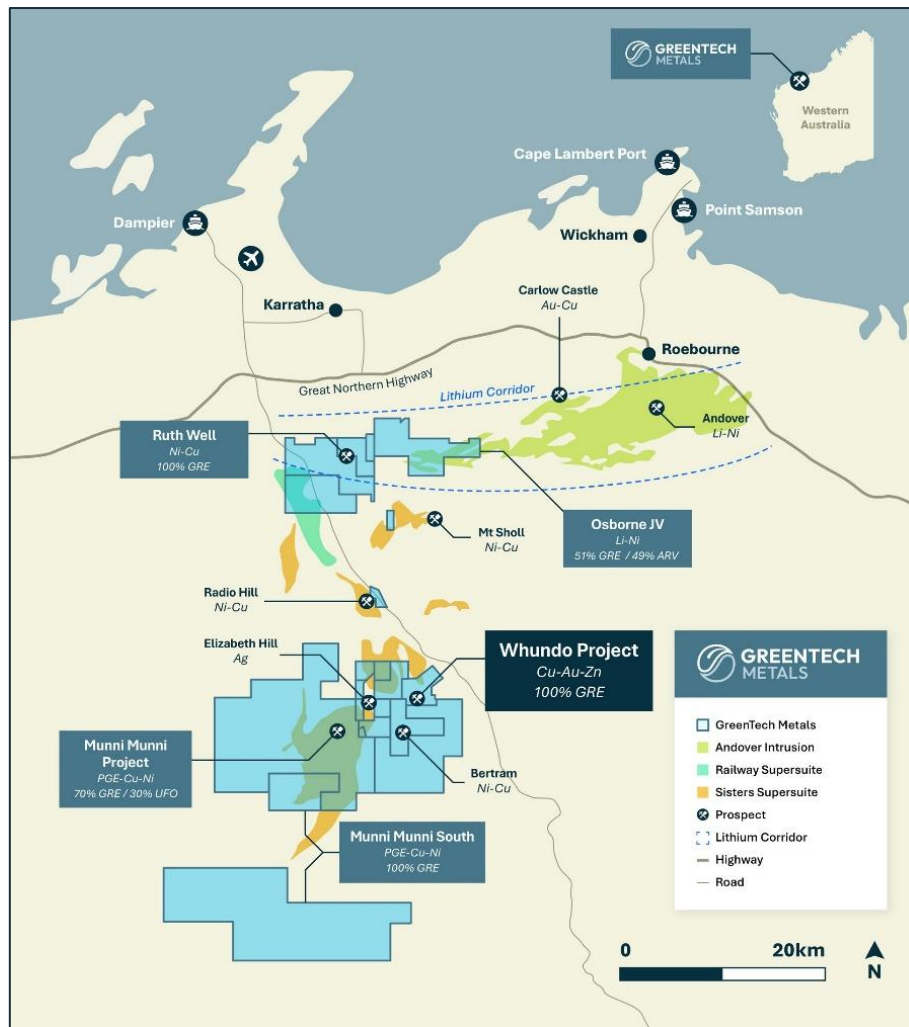 GREENTECH
METALS
Western
Australia
Cape Lambert Port
Point Samson
Dampier
Wickham
Carlow Castle
Au-Cu
Karratha
Roebourne
Great Northern Highway
Lithium Corridor
Andover
Li-Ni
Ruth Well
Ni-Cu
100% GRE
Osborne JV
Li-Ni
51% GRE / 49% ARV
Mt Sholl
Ni-Cu
Radio Hill
Ni-Cu
Elizabeth Hill
Ag
Whundo Project
Cu-Au-Zn
100% GRE
Munni Munni
Project
PGE-Cu-Ni
70% GRE / 30% UFO
Bertram
Ni-Cu
Munni Munni South
PGE-Cu-Ni
100% GRE
GREENTECH
METALS
GreenTech Metals
Andover Intrusion
Railway Supersuite
Sisters Supersuite
Prospect
Lithium Corridor
Highway
Road
0 20km
N